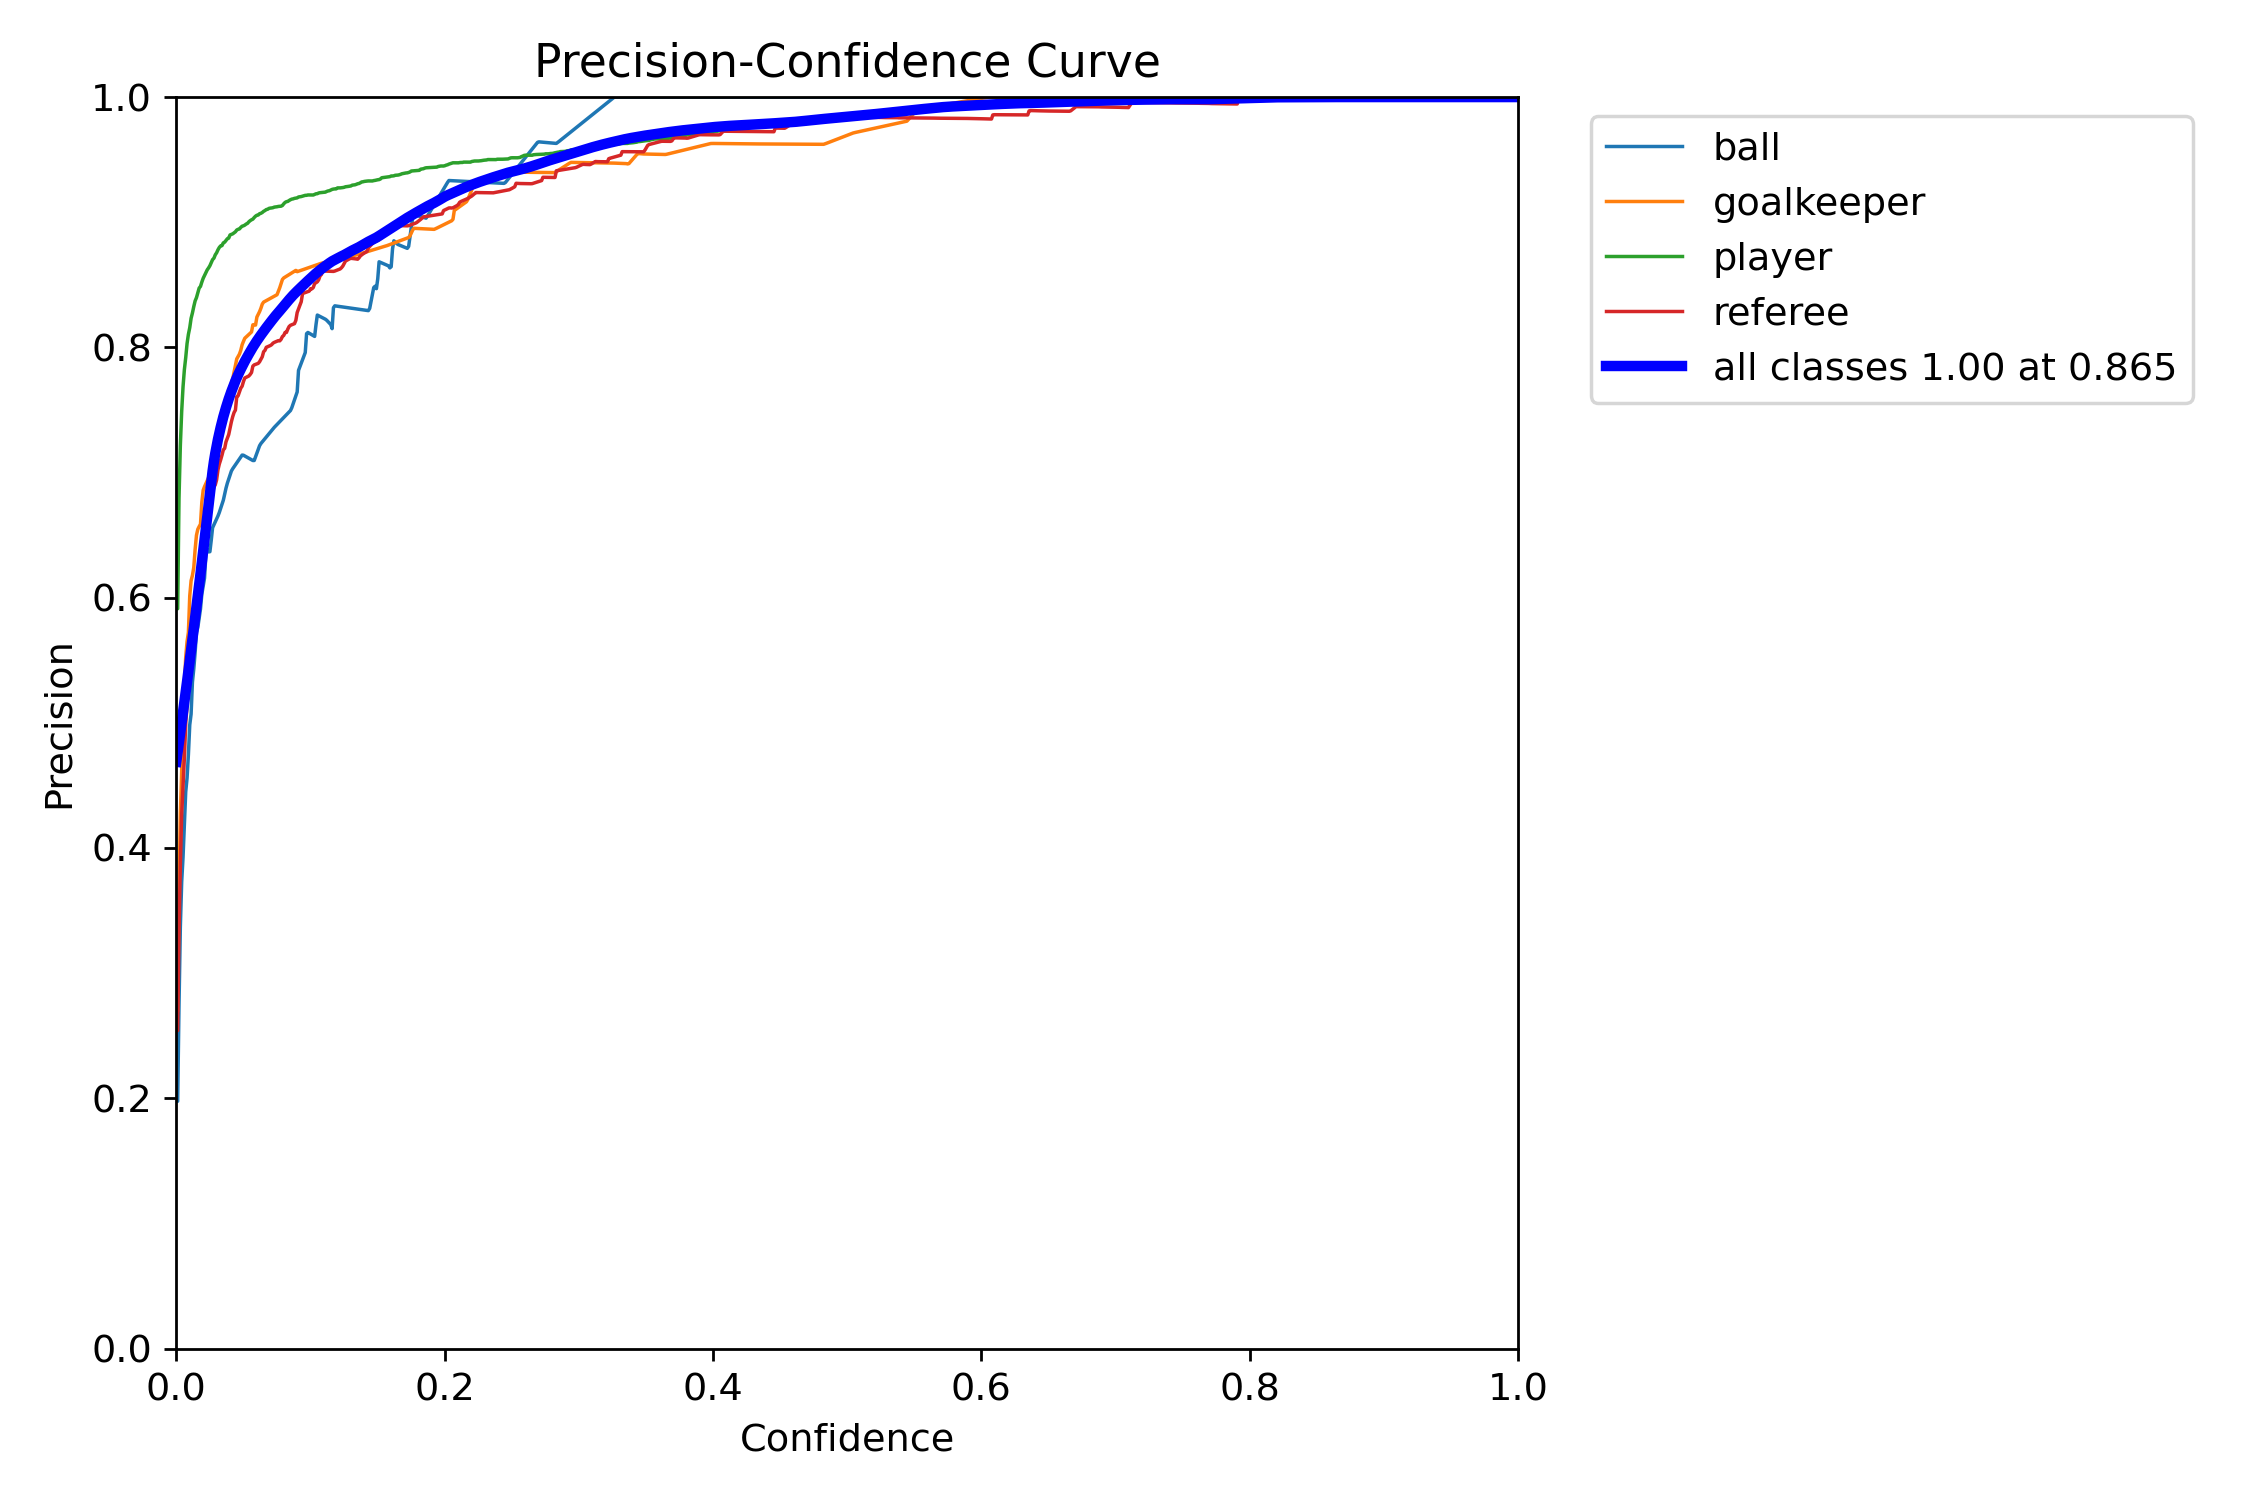 Precision-Confidence Curve
1.0
0.8
0.6
0.4
0.2
0.0
Precision
0.0 0.2 0.4 0.6 0.8 1.0
Confidence
ball
goalkeeper
player
referee
all classes 1.00 at 0.865